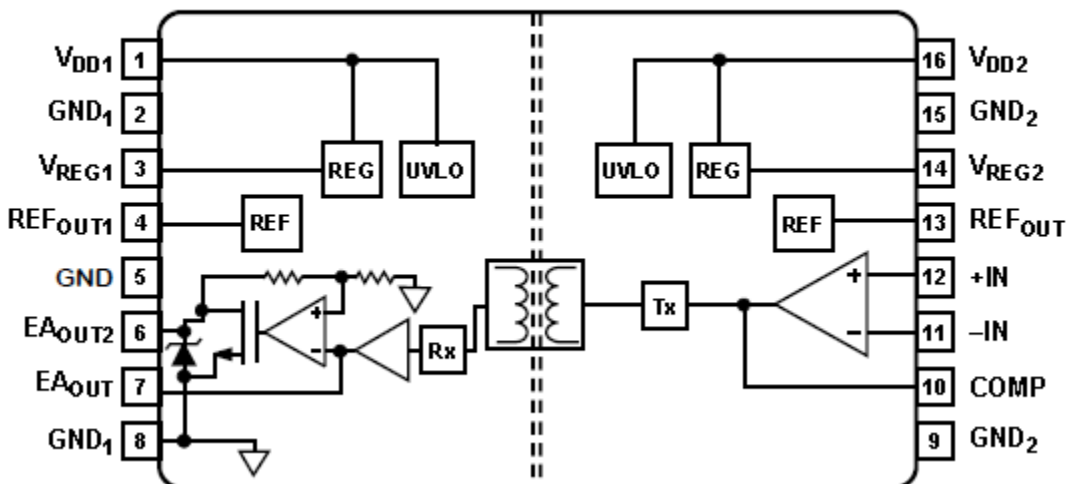 VDD1 1
GND1 2
VREG1 3
REFOUT1 4
GND 5
EAOUT2 6
EAOUT 7
GND1 8
REG
UVLO
REF
+
−
Rx
Tx
UVLO
REG
REF
+
−
16 VDD2
15 GND2
14 VREG2
13 REFOUT
12 +IN
11 −IN
10 COMP
9 GND2